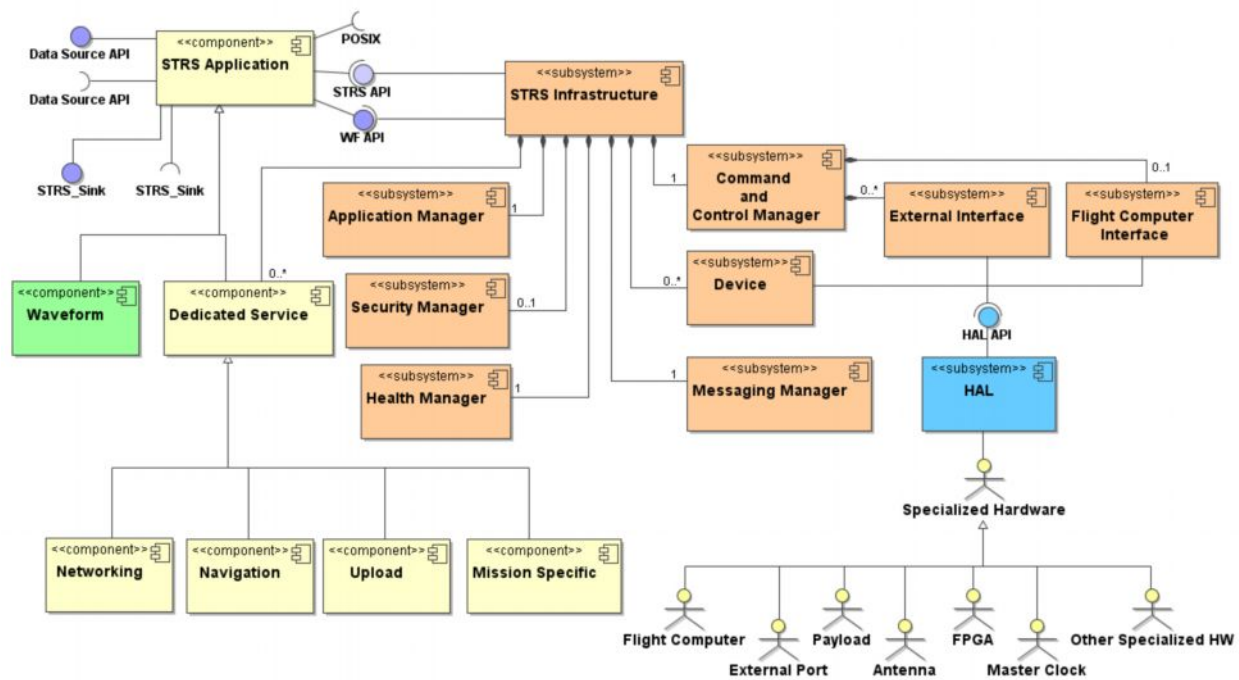 Data Source API
Data Source API
STRS_Sink
STRS_Sink
<<component>>
STRS Application
POSIX
STRS API
WF API
<<subsystem>>
STRS Infrastructure
<<subsystem>>
Application Manager
1
<<subsystem>>
Security Manager
0..1
<<subsystem>>
Health Manager
1
<<subsystem>>
Command
and
Control Manager
1
0..*
0..1
<<subsystem>>
External Interface
<<subsystem>>
Flight Computer
Interface
<<subsystem>>
Device
0..*
<<subsystem>>
Messaging Manager
1
HAL API
<<subsystem>>
HAL
<<component>>
Waveform
0..*
<<component>>
Dedicated Service
<<component>>
Networking
<<component>>
Navigation
<<component>>
Upload
<<component>>
Mission Specific
Specialized Hardware
Flight Computer
External Port
Payload
Antenna
FPGA
Master Clock
Other Specialized HW